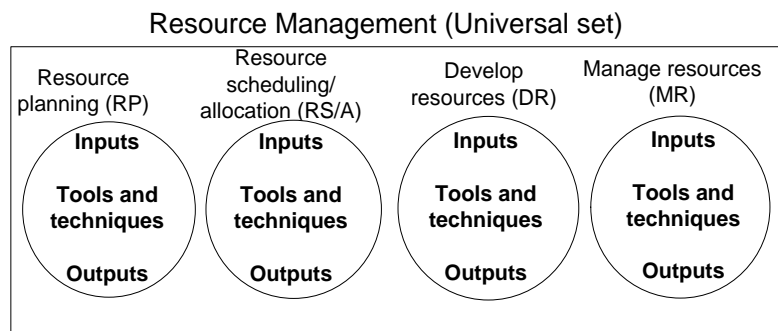 Resource Management (Universal set)
Resource
planning (RP)
Resource
scheduling/
allocation (RS/A)
Develop
resources (DR)
Manage resources
(MR)
Inputs
Tools and
techniques
Outputs
Inputs
Tools and
techniques
Outputs
Inputs
Tools and
techniques
Outputs
Inputs
Tools and
techniques
Outputs